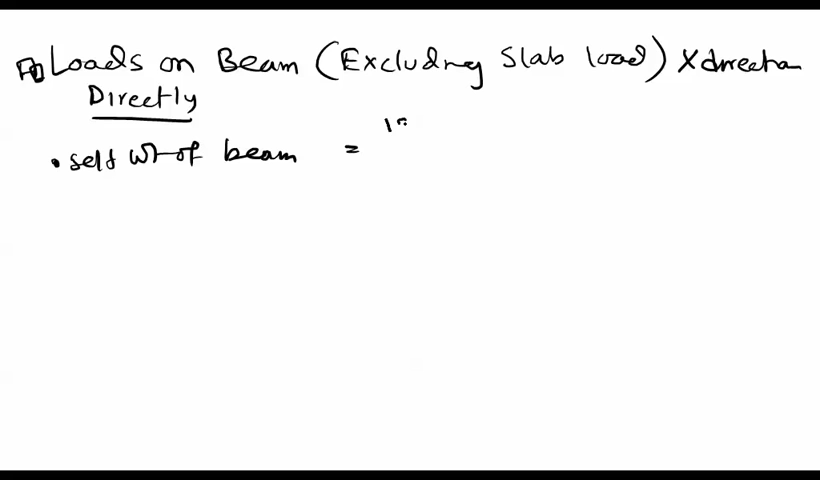 Loads on Beam (Excluding Slab load) X direction
Directly
• self wt of beam =